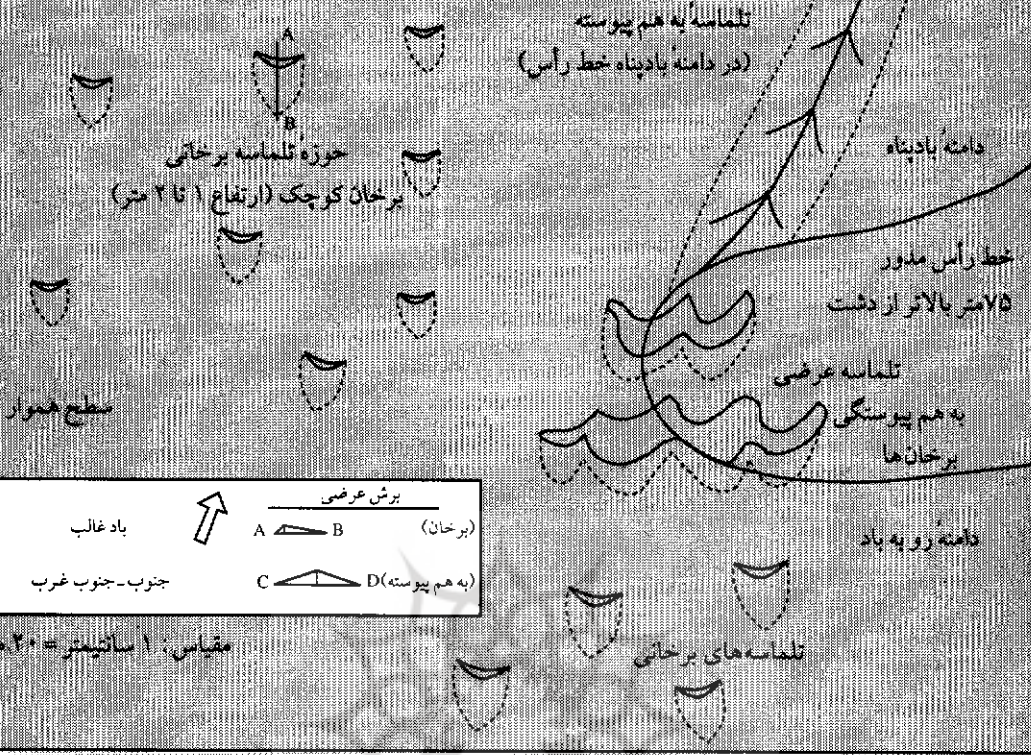 تلماسهٔ به هم پیوسته
(در دامنهٔ بادپناه خط رأس)
A
B
حوزهٔ تلماسه برخانی
برخان کوچک (ارتفاع ۱ تا ۲ متر)
دامنهٔ بادپناه
خط رأس مدور
۷۵متر بالاتر از دشت
تلماسه عرضی
به هم پیوستگی
برخان‌ها
سطح هموار
دامنهٔ رو به باد
تلماسه‌های برخانی
برش عرضی
باد غالب
A B (برخان)
جنوب-جنوب غرب
C D(به هم پیوسته)
مقیاس: ۱ سانتیمتر = ۲۰